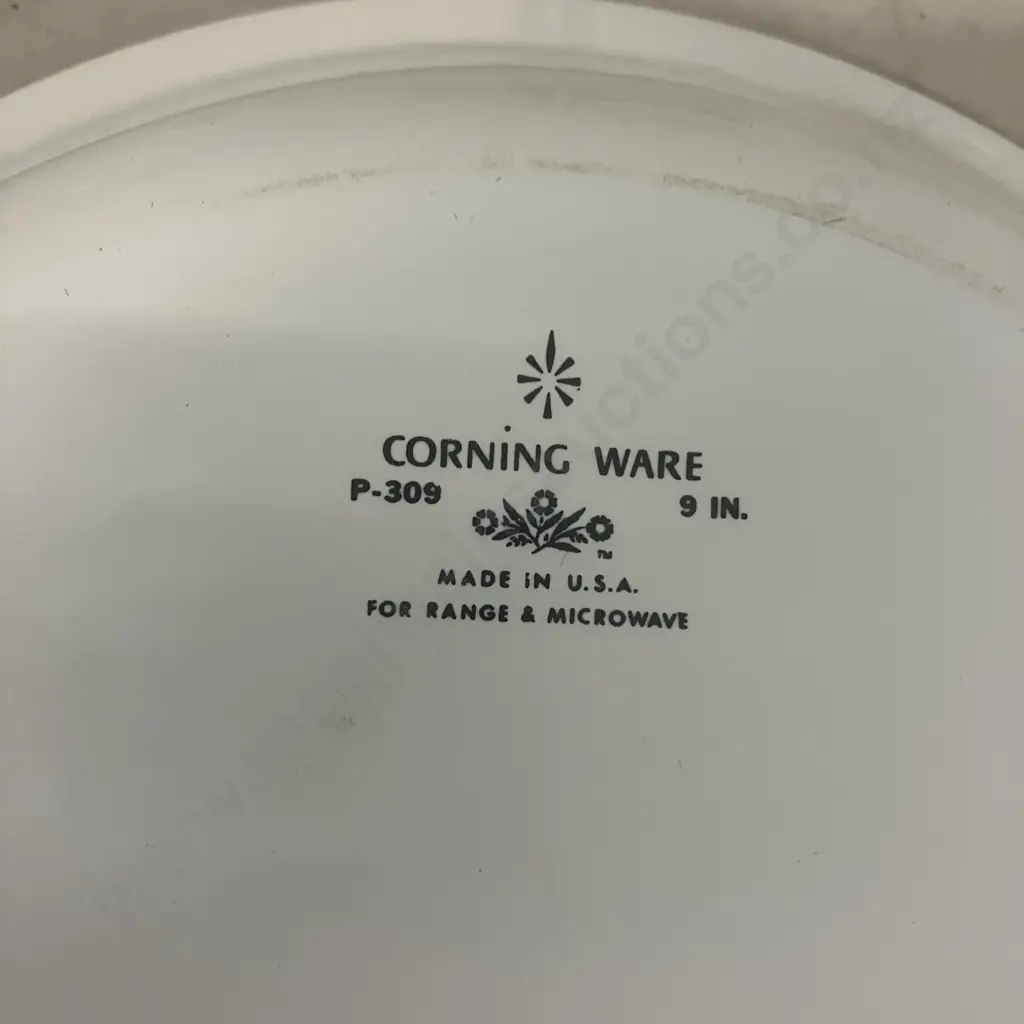 CORNING WARE
P-309 9 IN.
TM
MADE IN U.S.A.
FOR RANGE & MICROWAVE